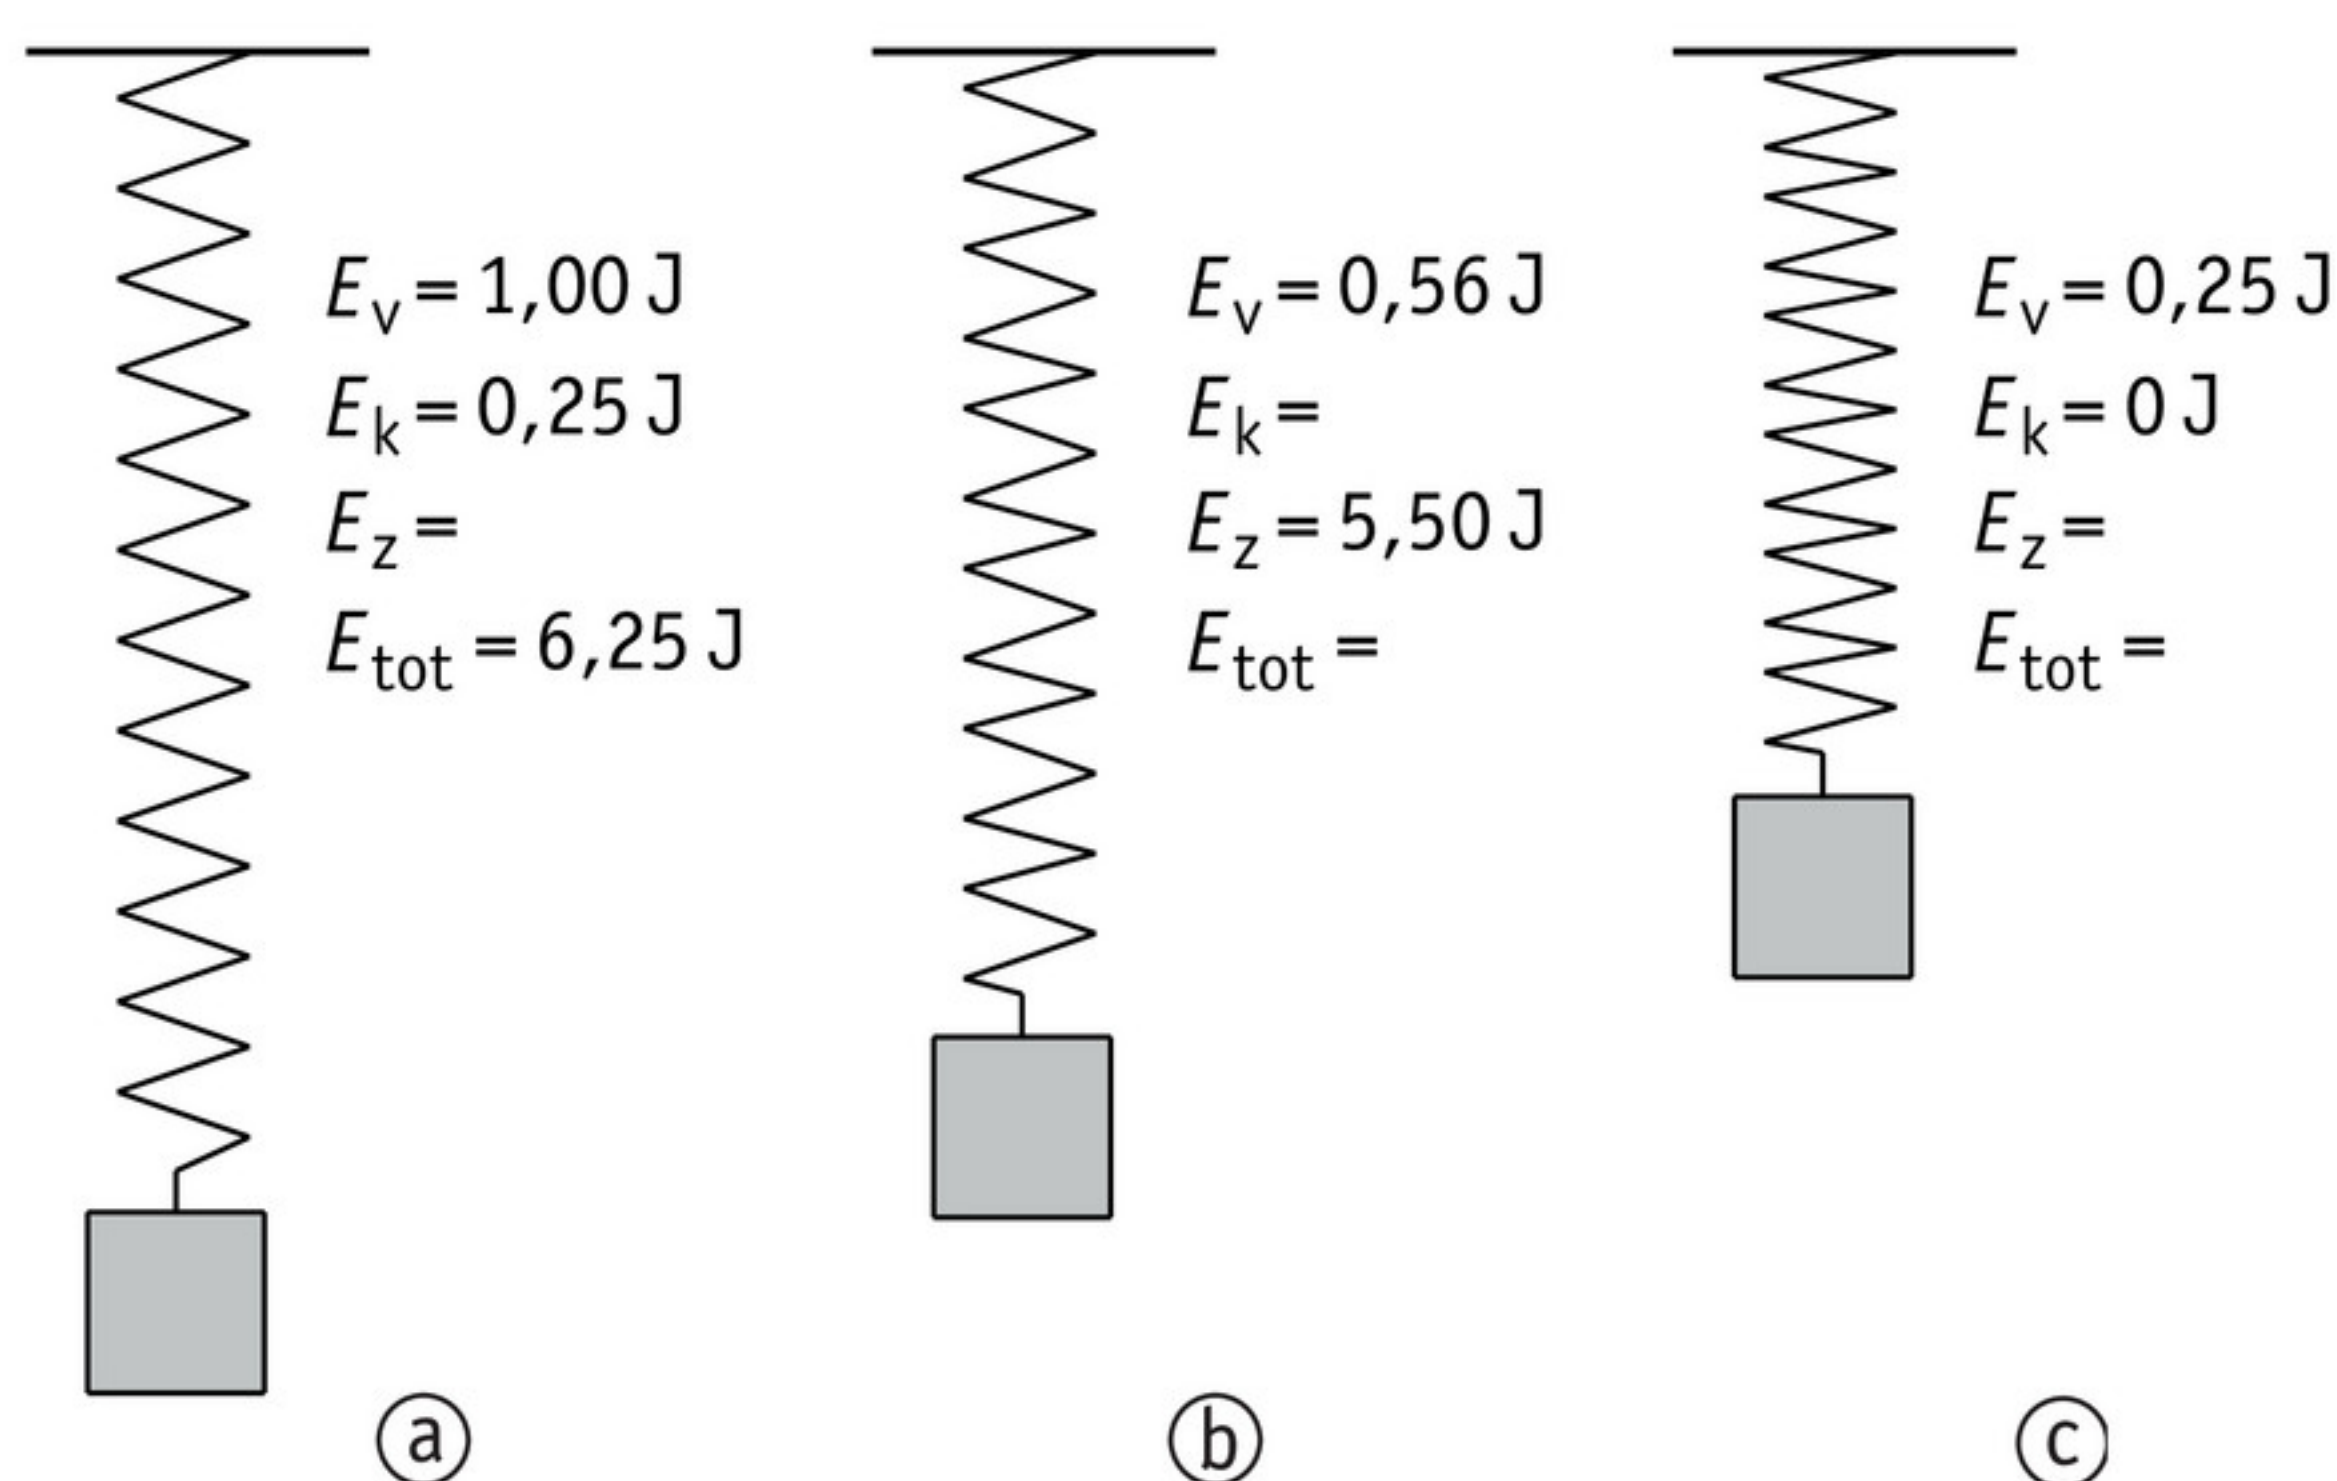 E_v = 1,00 J
E_k = 0,25 J
E_z =
E_tot = 6,25 J
a
E_v = 0,56 J
E_k =
E_z = 5,50 J
E_tot =
b
E_v = 0,25 J
E_k = 0 J
E_z =
E_tot =
c